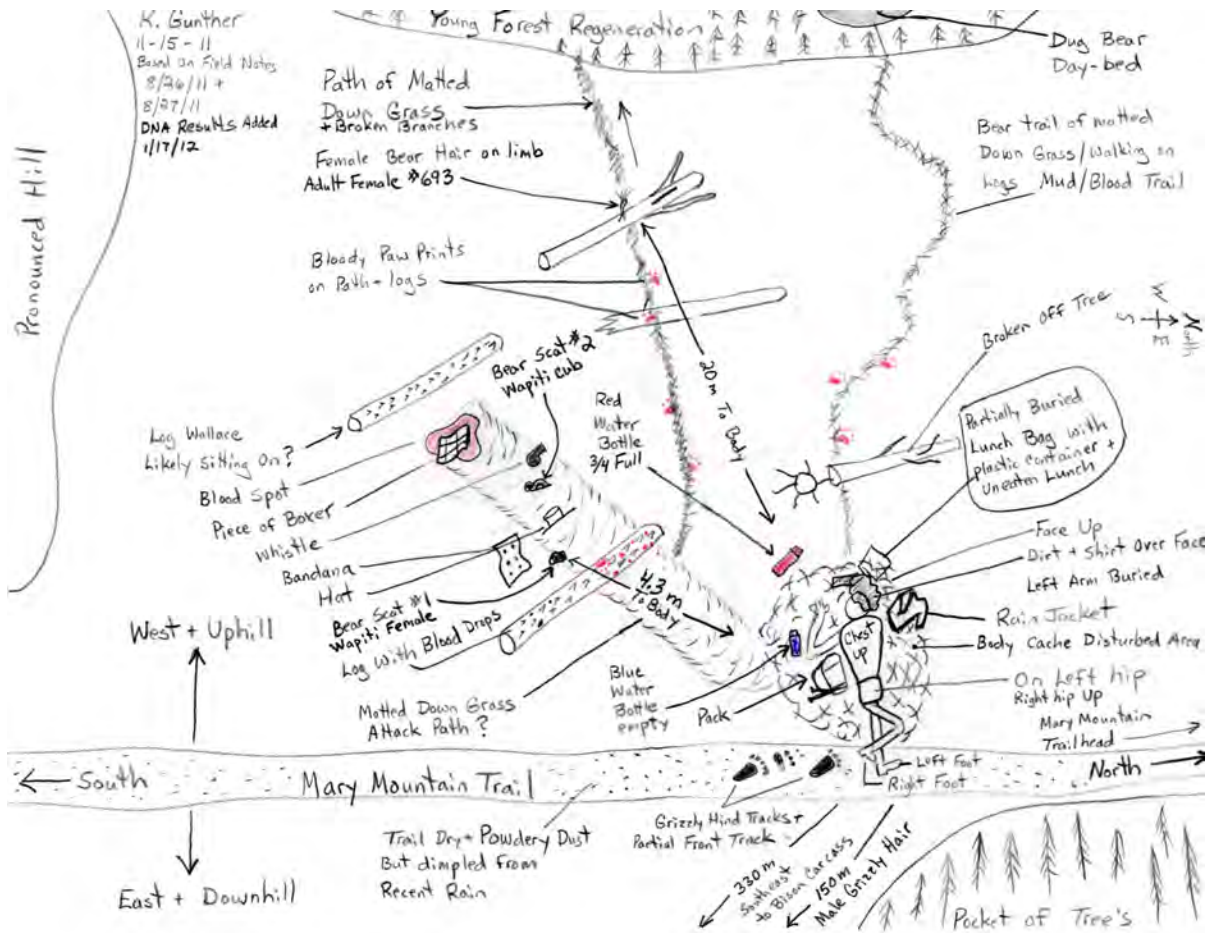 K. Gunther
11-15-11
Based on Field Notes
8/26/11 +
8/27/11
DNA Results Added
1/17/12
Young Forest Regeneration
Dug Bear
Day-bed
Path of Matted
Down Grass
+ Broken Branches
Female Bear Hair on limb
Adult Female #693
Bear trail of matted
Down Grass/Walking on
Logs Mud/Blood Trail
Pronounced Hill
Bloody Paw Prints
on Path + logs
W
S
North
E
Broken Off Tree
Bear Scat #2
Wapiti Cub
20m To Body
Red
Water
Bottle
3/4 Full
Partially Buried
Lunch Bag with
plastic container +
Uneaten Lunch
Log Wallace
Likely Sitting On?
Blood Spot
Piece of Boxer
Whistle
Bandana
Hat
Bear Scat #1
Wapiti Female
Log With Blood Drops
4.3 m
To Body
Face Up
Dirt + Shirt Over Face
Left Arm Buried
Rain Jacket
Body Cache Disturbed Area
Chest
UP
On Left hip
Right hip Up
West + Uphill
Matted Down Grass
Attack Path ?
Blue
Water
Bottle
empty
Pack
Mary Mountain
Trailhead
Left Foot
Right Foot
South
Mary Mountain Trail
North
Trail Dry + Powdery Dust
But dimpled from
Recent Rain
Grizzly Hind Tracks +
Partial Front Track
East + Downhill
330 m
Southeast
to Bison Carcass
150 m
Male Grizzly Hair
Pocket of Tree's